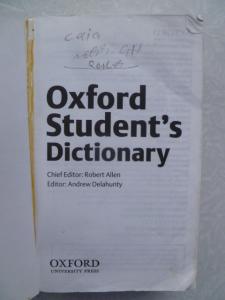 Oxford
Student's
Dictionary
Chief Editor: Robert Allen
Editor: Andrew Delahunty
OXFORD
UNIVERSITY PRESS